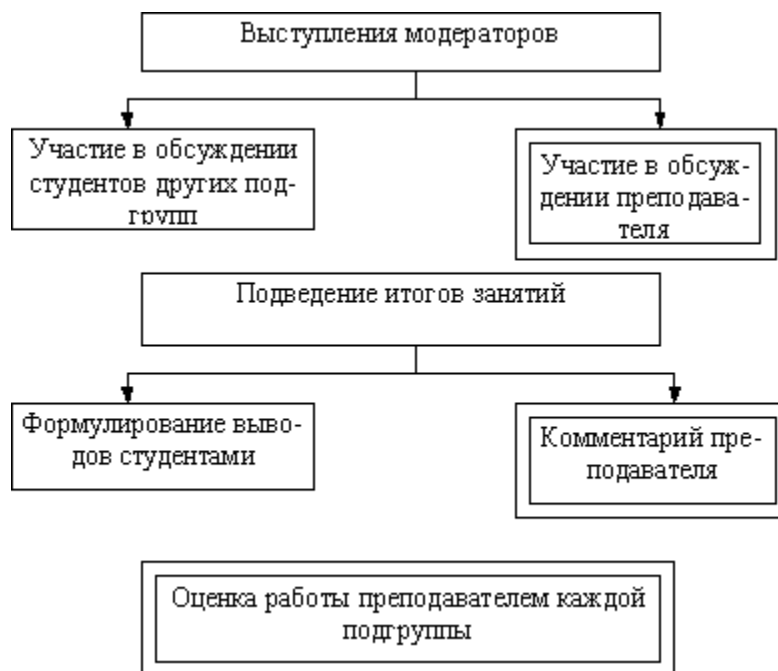 Выступления модераторов
Участие в обсуждении
студентов других под-
групп
Участие в обсуж-
дении преподава-
теля
Подведение итогов занятий
Формулирование выво-
дов студентами
Комментарий пре-
подавателя
Оценка работы преподавателем каждой
подгруппы